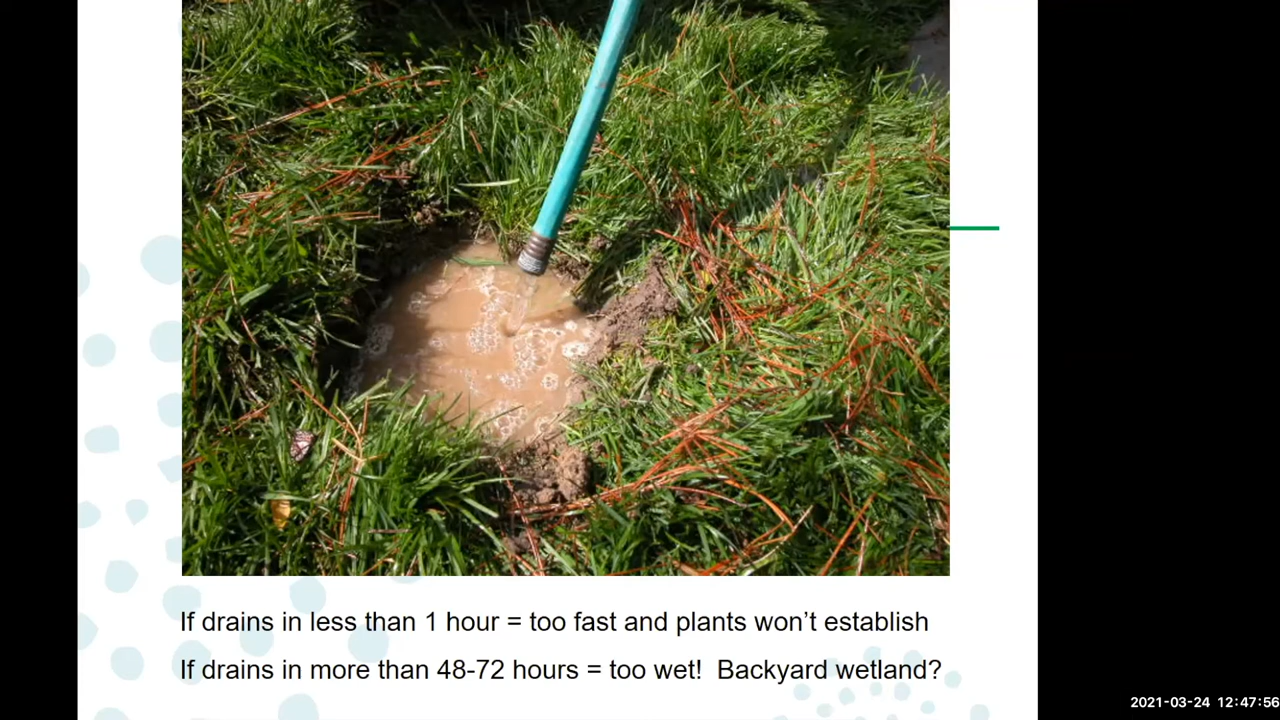 If drains in less than 1 hour = too fast and plants won’t establish
If drains in more than 48-72 hours = too wet!  Backyard wetland?
2021-03-24 12:47:56